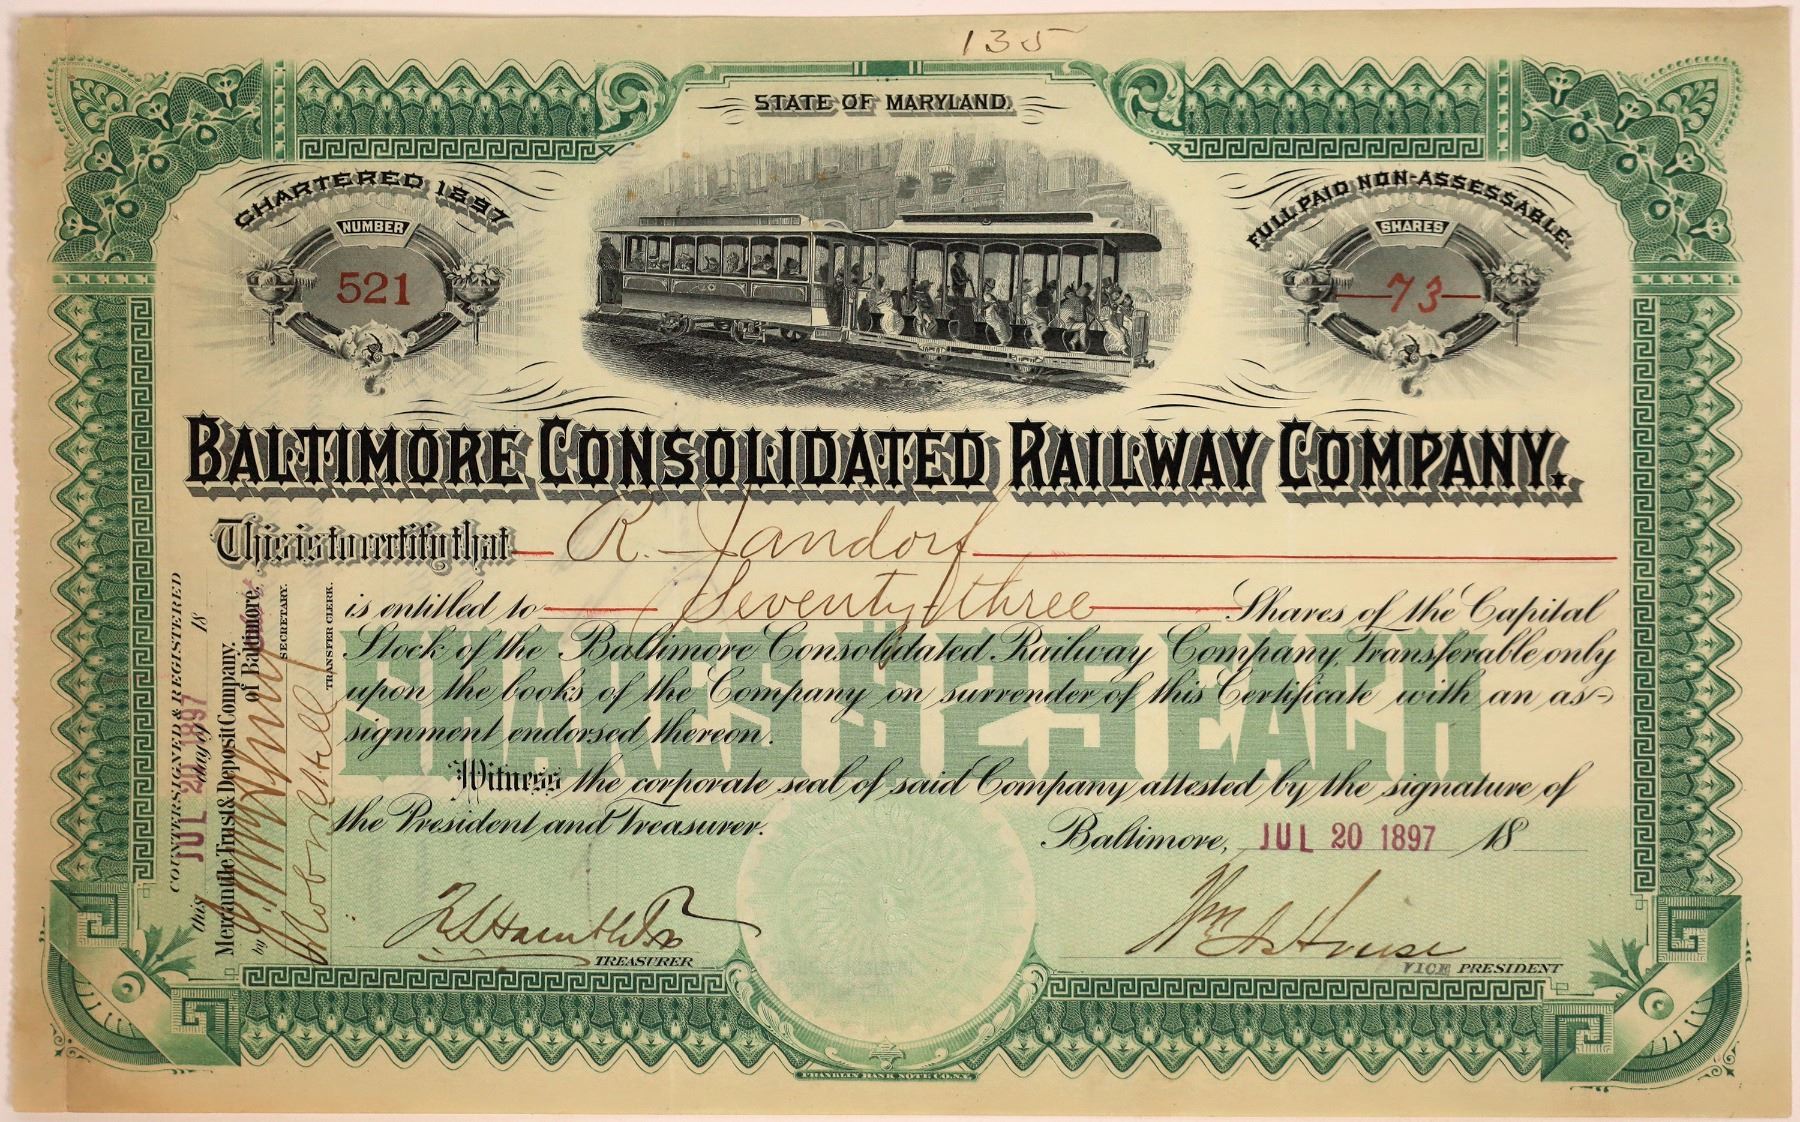 135
STATE OF MARYLAND.
CHARTERED 1897
NUMBER
521
FULL PAID NON-ASSESSABLE.
SHARES
73
BALTIMORE CONSOLIDATED RAILWAY COMPANY.
This is to certify that R. Jandorf
is entitled to Seventy-three Shares of the Capital
Stock of the Baltimore Consolidated Railway Company, Transferable only
upon the books of the Company on surrender of this Certificate with an as-
signment endorsed thereon.
SHARES $25 EACH
Witness the corporate seal of said Company attested by the signature of
the President and Treasurer.
Baltimore, JUL 20 1897 18
TREASURER
Wm A House
VICE PRESIDENT
FRANKLIN BANK NOTE CO. N.Y.
COUNTERSIGNED & REGISTERED
this JUL 20 1897 day of 18
Mercantile Trust & Deposit Company,
of Baltimore.
by
SECRETARY.
TRANSFER CLERK.